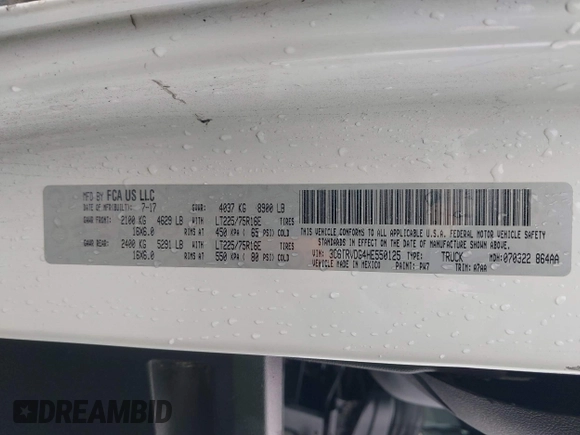 MFD BY FCA US LLC
DATE OF MFR(BUILT): 7-17 GVWR: 4037 KG 8900 LB
GAWR FRONT: 2100 KG 4629 LB WITH LT225/75R16E TIRES
16X6.0 RIMS AT 450 KPA( 65 PSI) COLD
GAWR REAR: 2400 KG 5291 LB WITH LT225/75R16E TIRES
16X6.0 RIMS AT 550 KPA( 80 PSI) COLD
THIS VEHICLE CONFORMS TO ALL APPLICABLE U.S.A. FEDERAL MOTOR VEHICLE SAFETY
STANDARDS IN EFFECT ON THE DATE OF MANUFACTURE SHOWN ABOVE.
VIN: 3C6TRVDG4HE550125 TYPE: TRUCK MDH: 070322 864AA
VEHICLE MADE IN MEXICO PAINT: PW7 TRIM: A7AA
DREAMBID